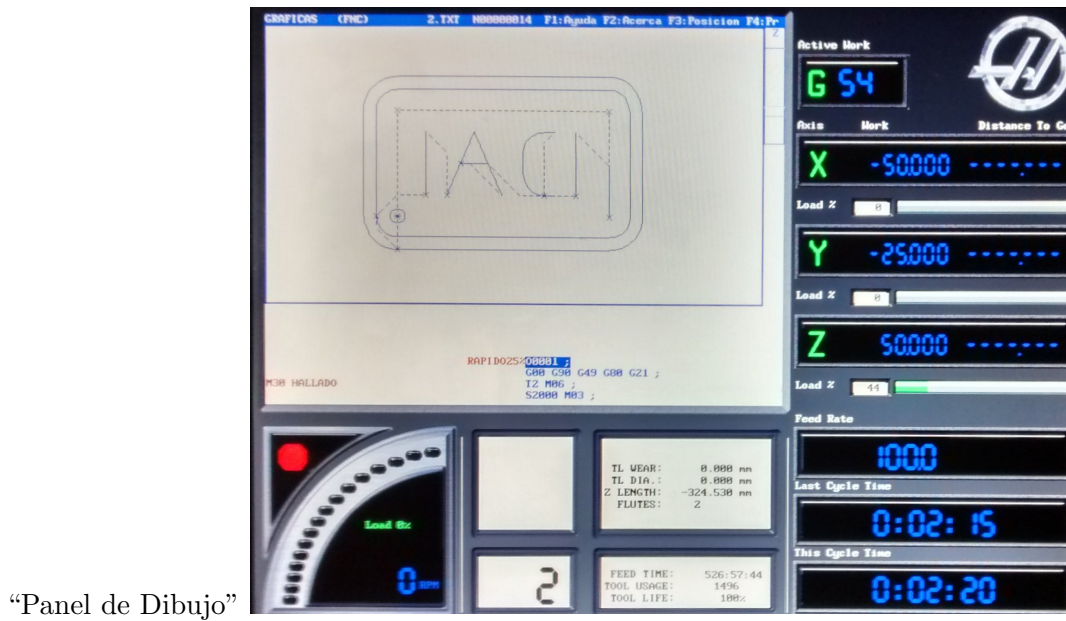 GRAFICAS (FNC) 2.TXT N00000014 F1:Ayuda F2:Acerca F3:Posicion F4:Pr
Z
RAPIDO25% O0001 ;
G00 G90 G49 G80 G21 ;
M30 HALLADO
T2 M06 ;
S2000 M03 ;
Load 0%
0 RPM
2
TL WEAR: 0.000 mm
TL DIA.: 0.000 mm
Z LENGTH: -324.530 mm
FLUTES: 2
FEED TIME: 526:57:44
TOOL USAGE: 1496
TOOL LIFE: 100%
Active Work
G 54
Axis Work Distance To Go
X -50.000 ----.---
Load % 0
Y -25.000 ----.---
Load % 0
Z 50.000 ----.---
Load % 44
Feed Rate
100.0
Last Cycle Time
0:02:15
This Cycle Time
0:02:20
“Panel de Dibujo”